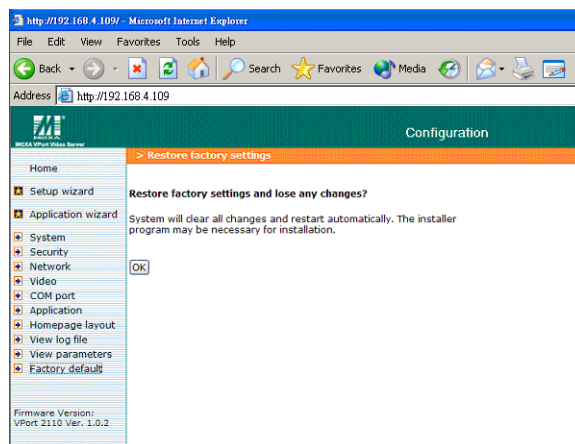 http://192.168.4.109/ - Microsoft Internet Explorer
File Edit View Favorites Tools Help
Back Search Favorites Media
Address http://192.168.4.109
MOXA
MOXA VPort Video Server
Configuration
> Restore factory settings
Home
Setup wizard
Application wizard
System
Security
Network
Video
COM port
Application
Homepage layout
View log file
View parameters
Factory default
Firmware Version:
VPort 2110 Ver. 1.0.2
Restore factory settings and lose any changes?
System will clear all changes and restart automatically. The installer
program may be necessary for installation.
OK